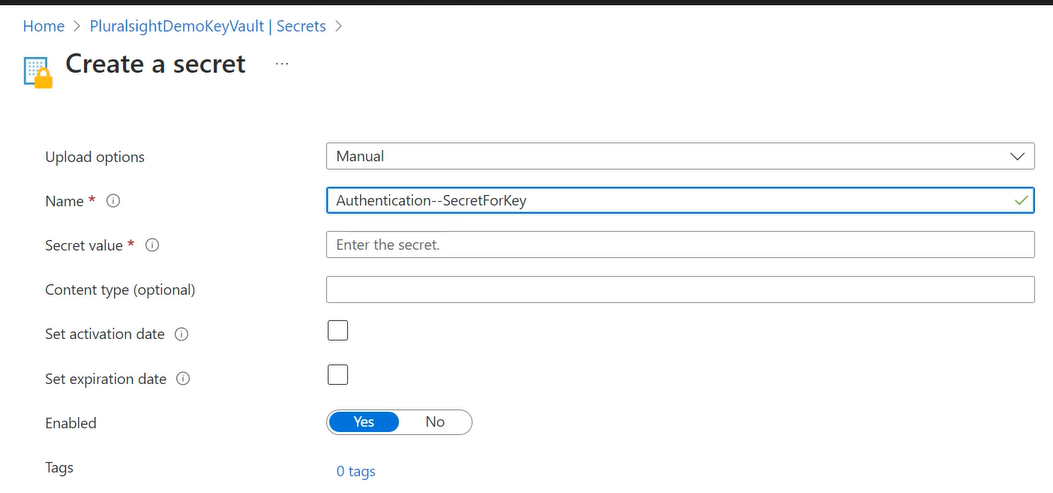 Home > PluralsightDemoKeyVault | Secrets >
Create a secret ...
Upload options Manual
Name * Authentication--SecretForKey
Secret value * Enter the secret.
Content type (optional)
Set activation date
Set expiration date
Enabled Yes No
Tags 0 tags